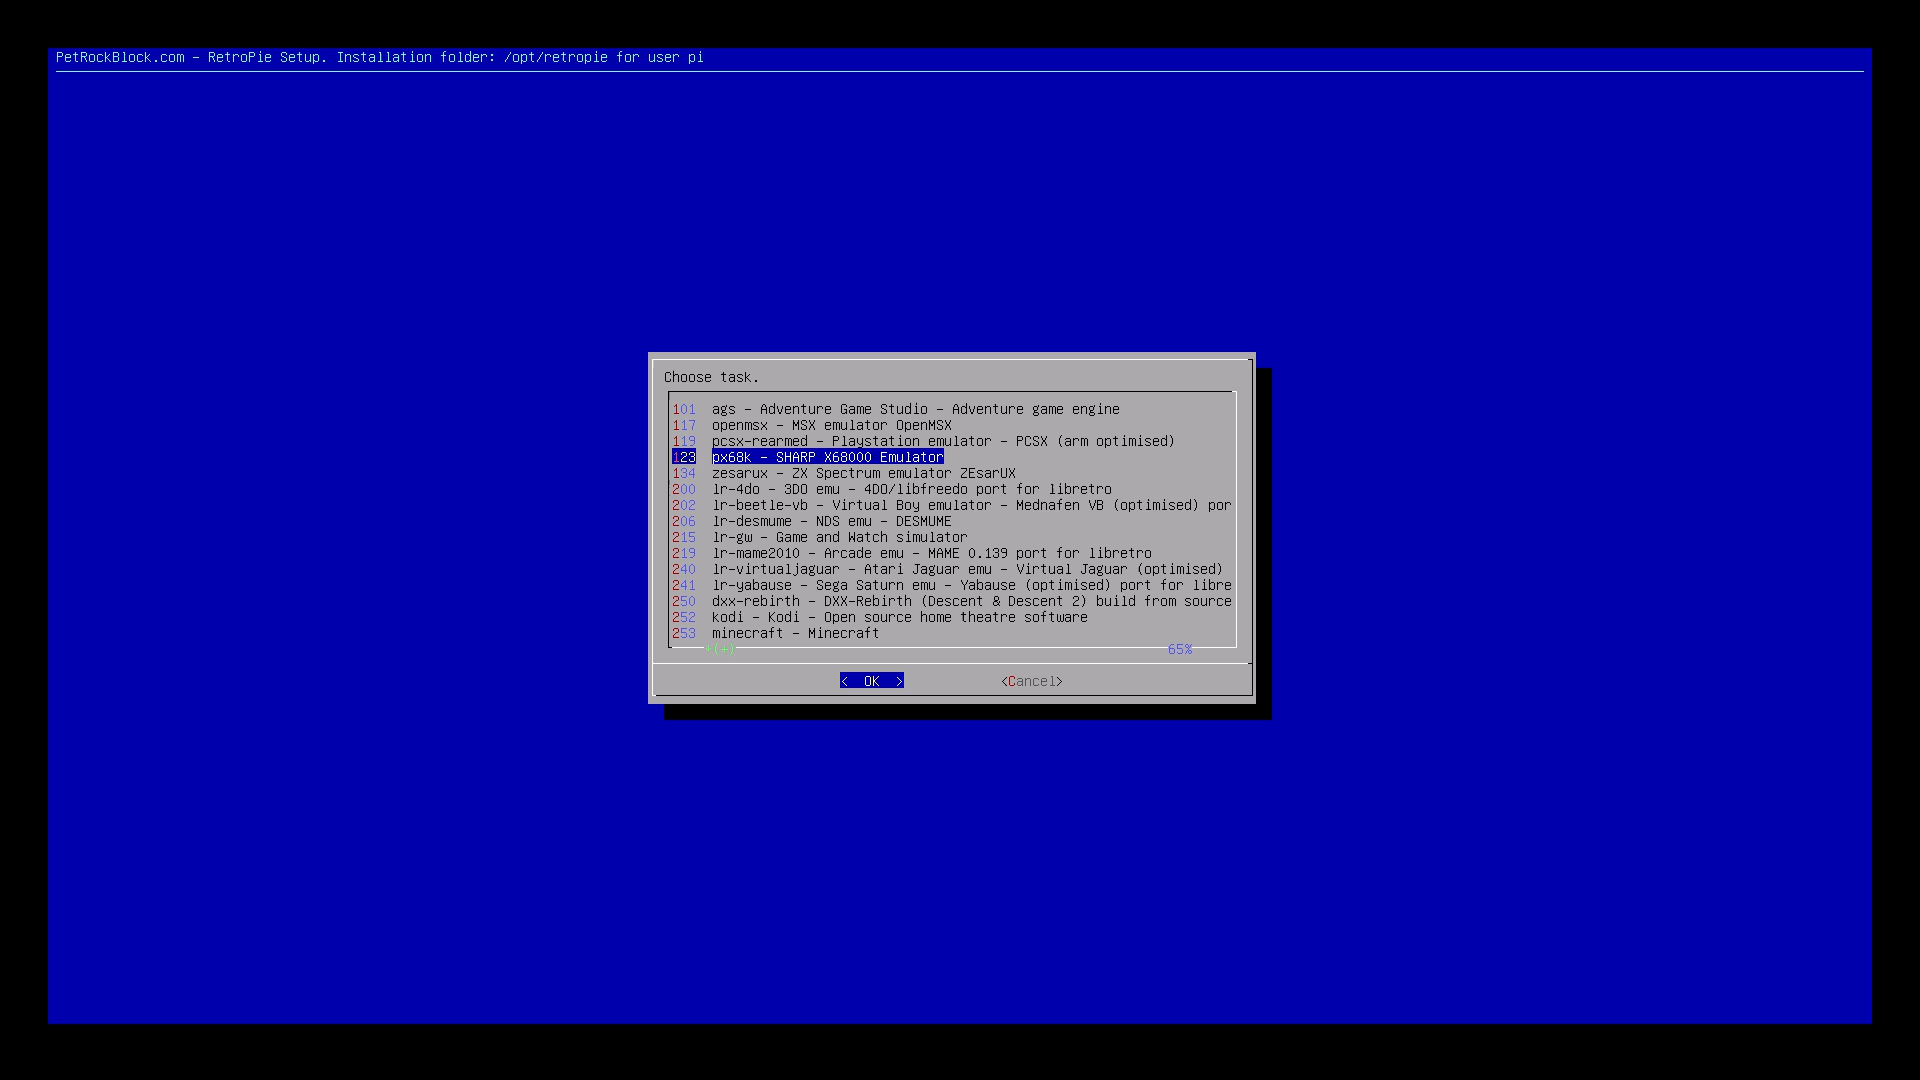 PetRockBlock.com - RetroPie Setup. Installation folder: /opt/retropie for user pi
Choose task.
101 ags - Adventure Game Studio - Adventure game engine
117 openmsx - MSX emulator OpenMSX
119 pcsx-rearmed - Playstation emulator - PCSX (arm optimised)
123 px68k - SHARP X68000 Emulator
134 zesarux - ZX Spectrum emulator ZEsarUX
200 lr-4do - 3DO emu - 4DO/libfreedo port for libretro
202 lr-beetle-vb - Virtual Boy emulator - Mednafen VB (optimised) por
206 lr-desmume - NDS emu - DESMUME
215 lr-gw - Game and Watch simulator
219 lr-mame2010 - Arcade emu - MAME 0.139 port for libretro
240 lr-virtualjaguar - Atari Jaguar emu - Virtual Jaguar (optimised)
241 lr-yabause - Sega Saturn emu - Yabause (optimised) port for libre
250 dxx-rebirth - DXX-Rebirth (Descent & Descent 2) build from source
252 kodi - Kodi - Open source home theatre software
253 minecraft - Minecraft
↓(+) 65%
< OK > <Cancel>